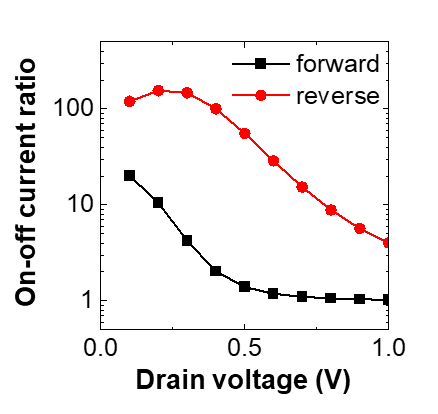 forward
reverse
On-off current ratio
100
10
1
0.0
0.5
1.0
Drain voltage (V)